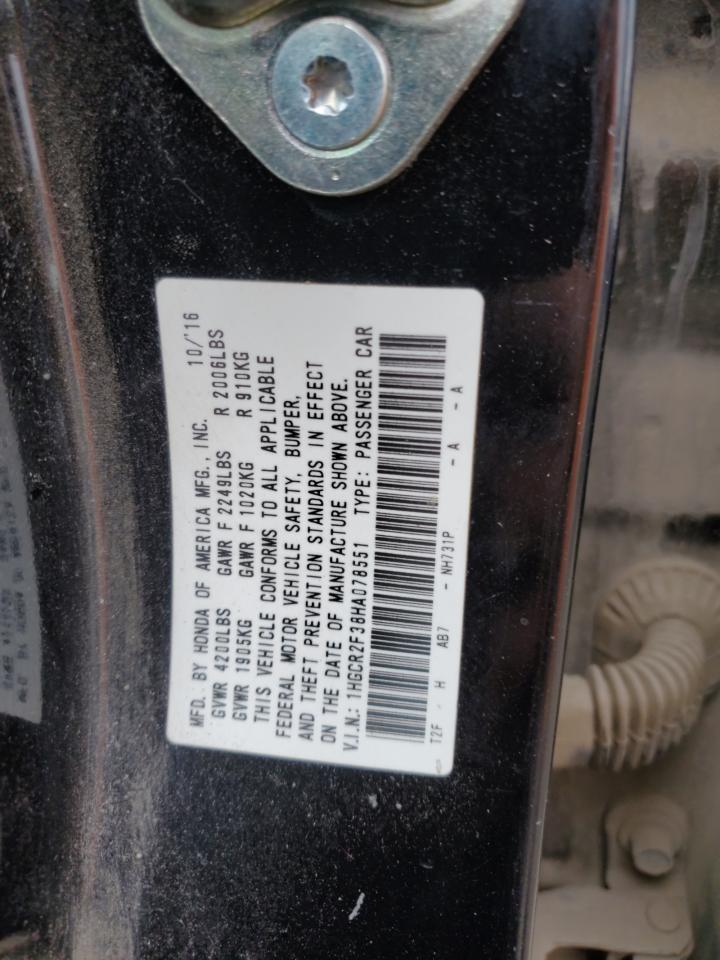 MFD. BY HONDA OF AMERICA MFG., INC. 10/'16
GVWR 4200LBS GAWR F 2249LBS R 2006LBS
GVWR 1905KG GAWR F 1020KG R 910KG
THIS VEHICLE CONFORMS TO ALL APPLICABLE
FEDERAL MOTOR VEHICLE SAFETY, BUMPER,
AND THEFT PREVENTION STANDARDS IN EFFECT
ON THE DATE OF MANUFACTURE SHOWN ABOVE.
V.I.N.: 1HGCR2F38HA078551 TYPE: PASSENGER CAR
T2F - H AB7 - NH731P - A - A